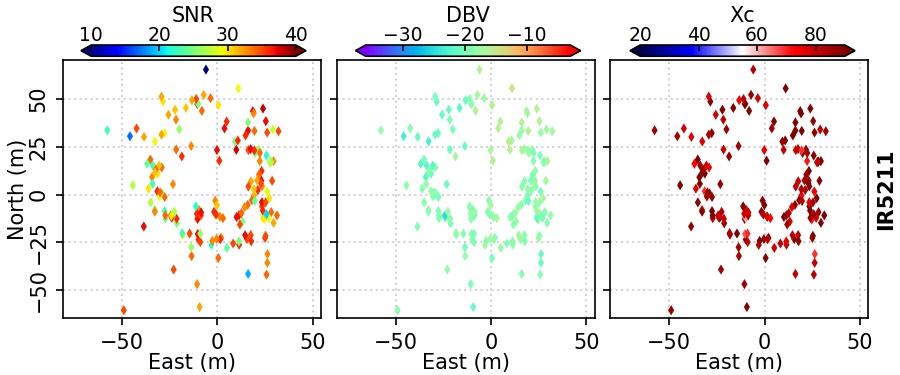 SNR DBV Xc
10 20 30 40 −30 −20 −10 20 40 60 80
50
25
0
−25
−50
North (m)
−50 0 50 −50 0 50 −50 0 50
East (m) East (m) East (m)
IR5211